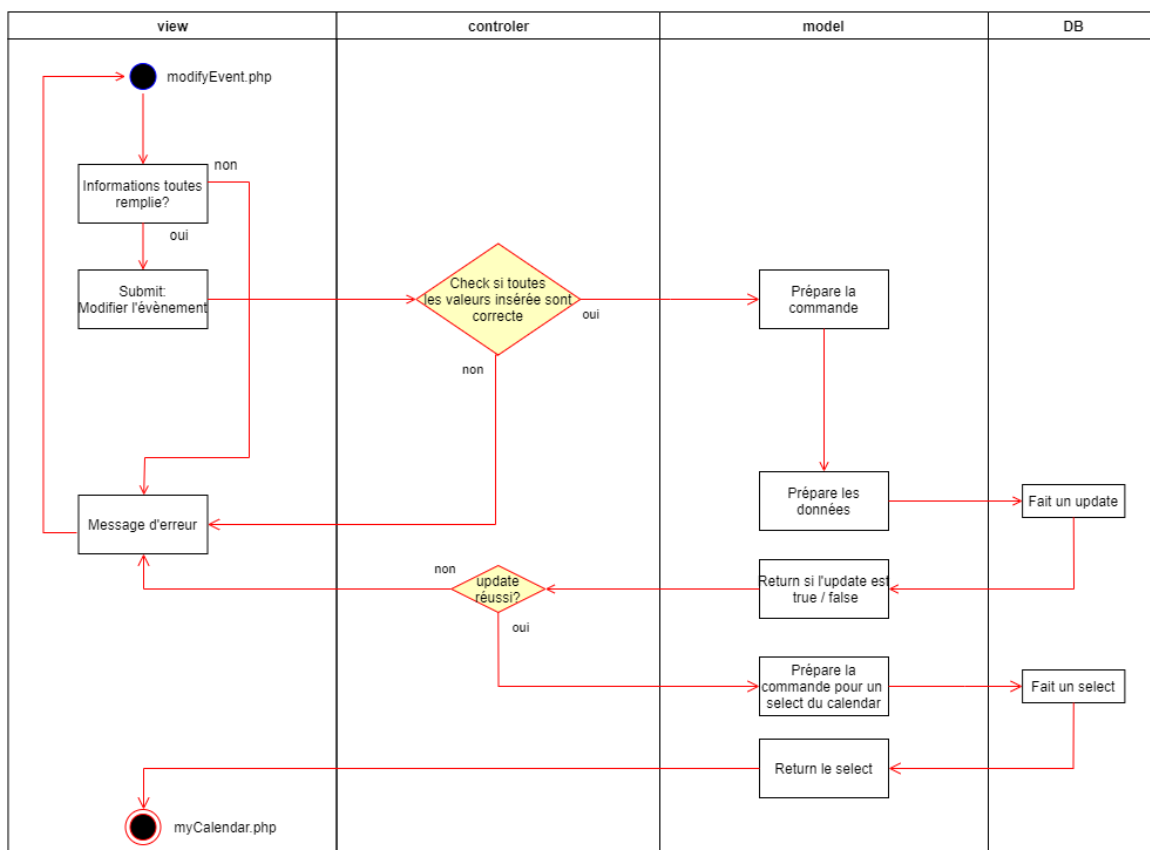 view
controler
model
DB
modifyEvent.php
non
Informations toutes
remplie?
oui
Submit:
Modifier l'évènement
Check si toutes
les valeurs insérée sont
correcte
oui
non
Prépare la
commande
Prépare les
données
Fait un update
Message d'erreur
non
update
réussi?
oui
Return si l'update est
true / false
Prépare la
commande pour un
select du calendar
Fait un select
Return le select
myCalendar.php